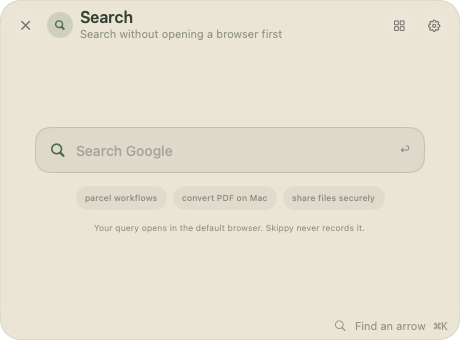 Search
Search without opening a browser first
Search Google
parcel workflows
convert PDF on Mac
share files securely
Your query opens in the default browser. Skippy never records it.
Find an arrow ⌘K